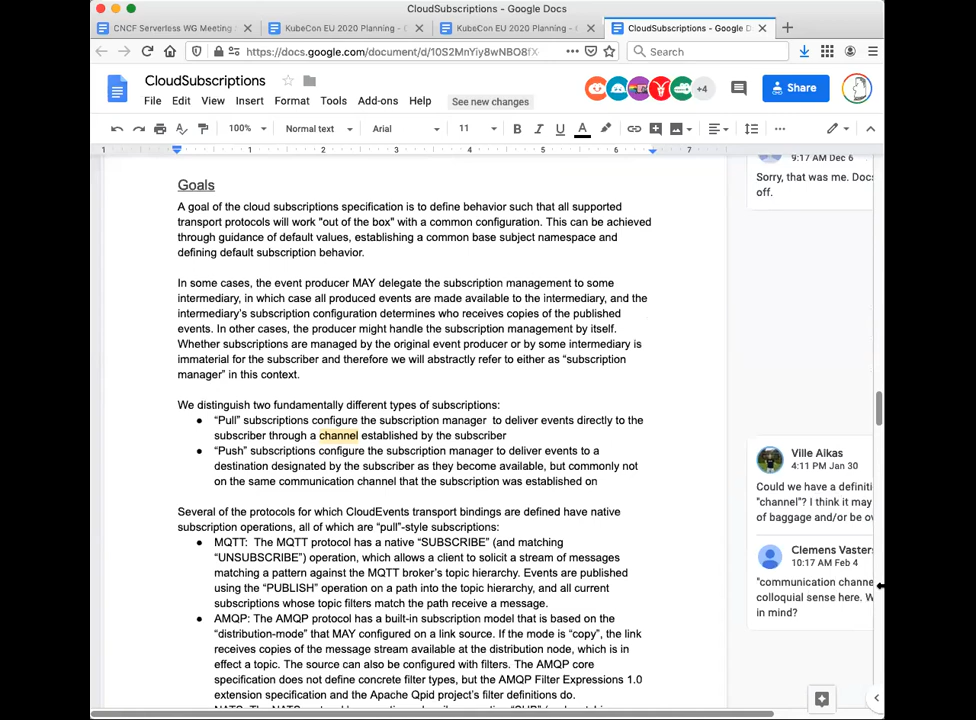 CloudSubscriptions - Google Docs
CNCF Serverless WG Meeting
KubeCon EU 2020 Planning - G
KubeCon EU 2020 Planning - G
CloudSubscriptions - Google D
https://docs.google.com/document/d/10S2MnYiy8wNBO8fX
Search
CloudSubscriptions
+4
Share
File Edit View Insert Format Tools Add-ons Help See new changes
100% Normal text Arial 11 B I U A
1 1 2 3 4 5 6 7
9:17 AM Dec 6
Sorry, that was me. Docs
off.
Goals
A goal of the cloud subscriptions specification is to define behavior such that all supported
transport protocols will work "out of the box" with a common configuration. This can be achieved
through guidance of default values, establishing a common base subject namespace and
defining default subscription behavior.
In some cases, the event producer MAY delegate the subscription management to some
intermediary, in which case all produced events are made available to the intermediary, and the
intermediary's subscription configuration determines who receives copies of the published
events. In other cases, the producer might handle the subscription management by itself.
Whether subscriptions are managed by the original event producer or by some intermediary is
immaterial for the subscriber and therefore we will abstractly refer to either as “subscription
manager” in this context.
We distinguish two fundamentally different types of subscriptions:
● “Pull” subscriptions configure the subscription manager to deliver events directly to the
subscriber through a channel established by the subscriber
● “Push” subscriptions configure the subscription manager to deliver events to a
destination designated by the subscriber as they become available, but commonly not
on the same communication channel that the subscription was established on
Several of the protocols for which CloudEvents transport bindings are defined have native
subscription operations, all of which are “pull”-style subscriptions:
● MQTT: The MQTT protocol has a native “SUBSCRIBE” (and matching
“UNSUBSCRIBE”) operation, which allows a client to solicit a stream of messages
matching a pattern against the MQTT broker's topic hierarchy. Events are published
using the “PUBLISH” operation on a path into the topic hierarchy, and all current
subscriptions whose topic filters match the path receive a message.
● AMQP: The AMQP protocol has a built-in subscription model that is based on the
“distribution-mode” that MAY configured on a link source. If the mode is “copy”, the link
receives copies of the message stream available at the distribution node, which is in
effect a topic. The source can also be configured with filters. The AMQP core
specification does not define concrete filter types, but the AMQP Filter Expressions 1.0
extension specification and the Apache Qpid project's filter definitions do.
Ville Aikas
4:11 PM Jan 30
Could we have a definiti
"channel"? I think it may
of baggage and/or be ov
Clemens Vasters
10:17 AM Feb 4
"communication channe
colloquial sense here. W
in mind?